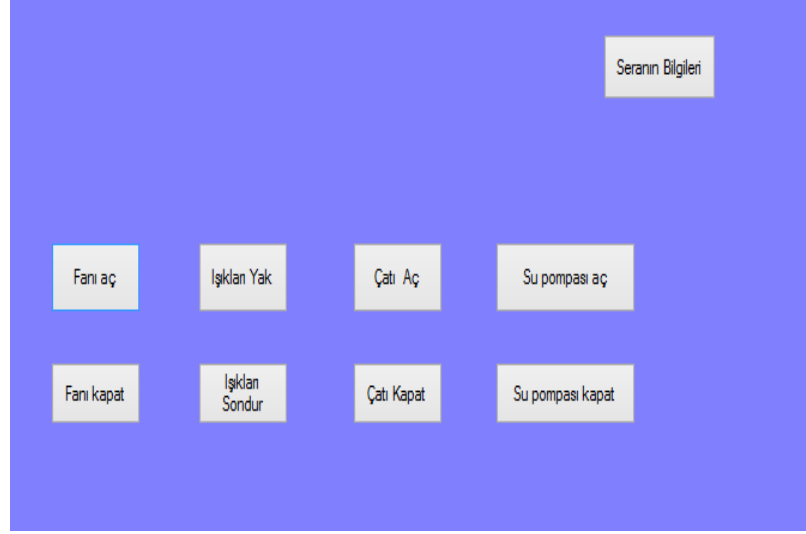 Seranın Bilgileri
Fanı aç
Işıkları Yak
Çatı Aç
Su pompası aç
Fanı kapat
Işıkları
Sondur
Çatı Kapat
Su pompası kapat